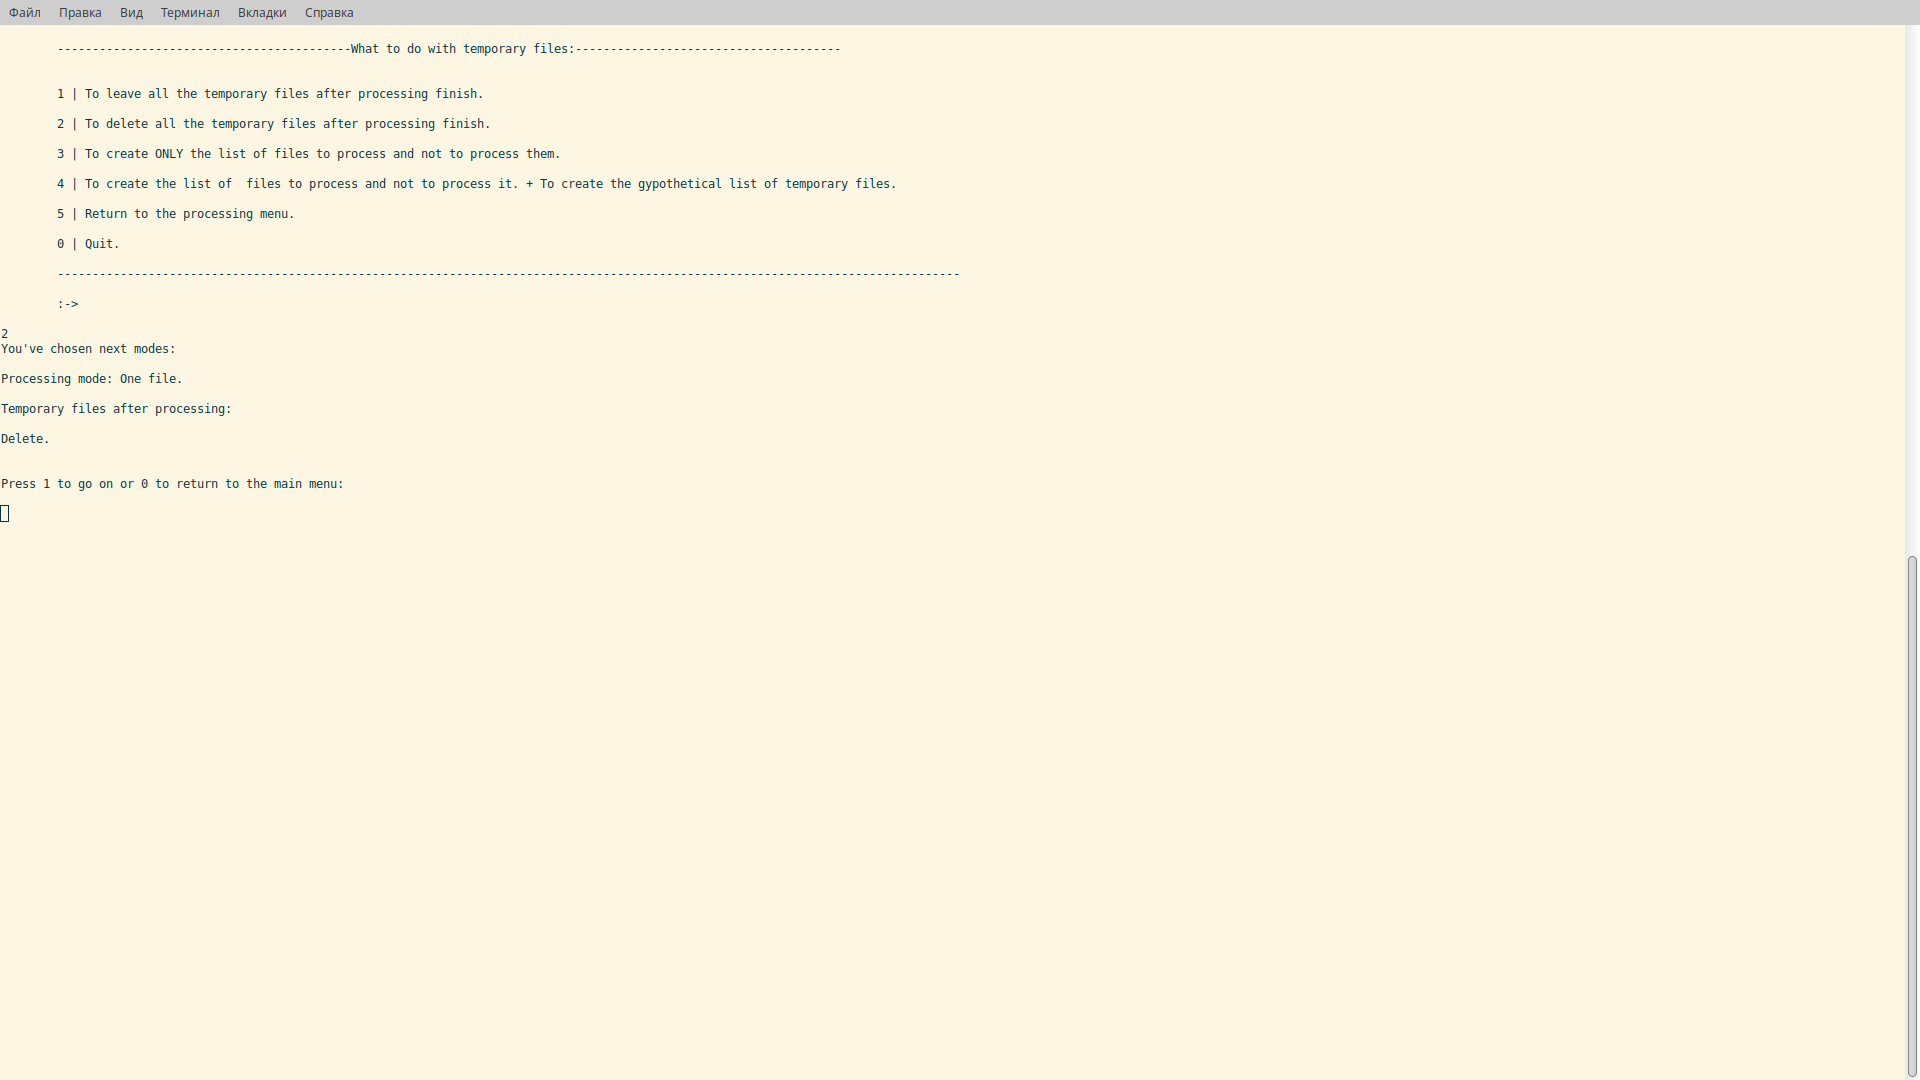 Файл Правка Вид Терминал Вкладки Справка
------------------------------------------What to do with temporary files:--------------------------------------
1 | To leave all the temporary files after processing finish.
2 | To delete all the temporary files after processing finish.
3 | To create ONLY the list of files to process and not to process them.
4 | To create the list of  files to process and not to process it. + To create the gypothetical list of temporary files.
5 | Return to the processing menu.
0 | Quit.
---------------------------------------------------------------------------------------------------------------------------------
:->
2
You've chosen next modes:
Processing mode: One file.
Temporary files after processing:
Delete.
Press 1 to go on or 0 to return to the main menu: